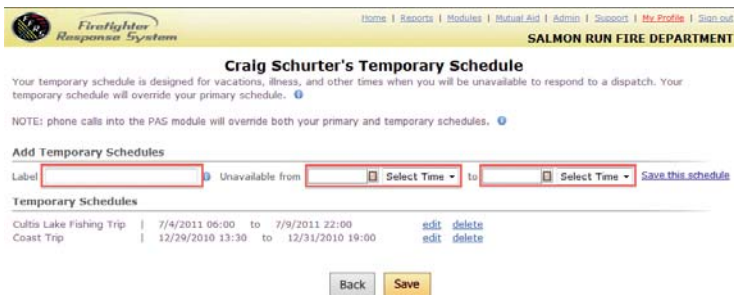 Firefighter
Response System
Home | Reports | Modules | Mutual Aid | Admin | Support | My Profile | Sign out
SALMON RUN FIRE DEPARTMENT
Craig Schurter's Temporary Schedule
Your temporary schedule is designed for vacations, illness, and other times when you will be unavailable to respond to a dispatch. Your
temporary schedule will override your primary schedule.
NOTE: phone calls into the PAS module will override both your primary and temporary schedules.
Add Temporary Schedules
Label Unavailable from Select Time to Select Time Save this schedule
Temporary Schedules
Cultis Lake Fishing Trip | 7/4/2011 06:00 to 7/9/2011 22:00 edit delete
Coast Trip | 12/29/2010 13:30 to 12/31/2010 19:00 edit delete
Back Save